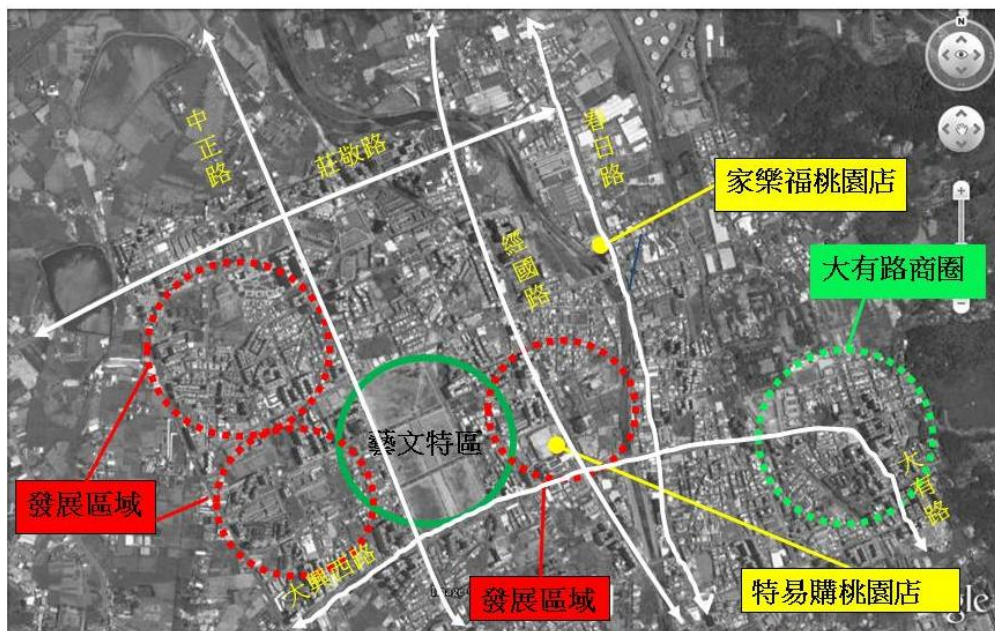 N
中正路
莊敬路
春日路
家樂福桃園店
經國路
大有路商圈
藝文特區
發展區域
大有路
大興西路
發展區域
特易購桃園店
gle